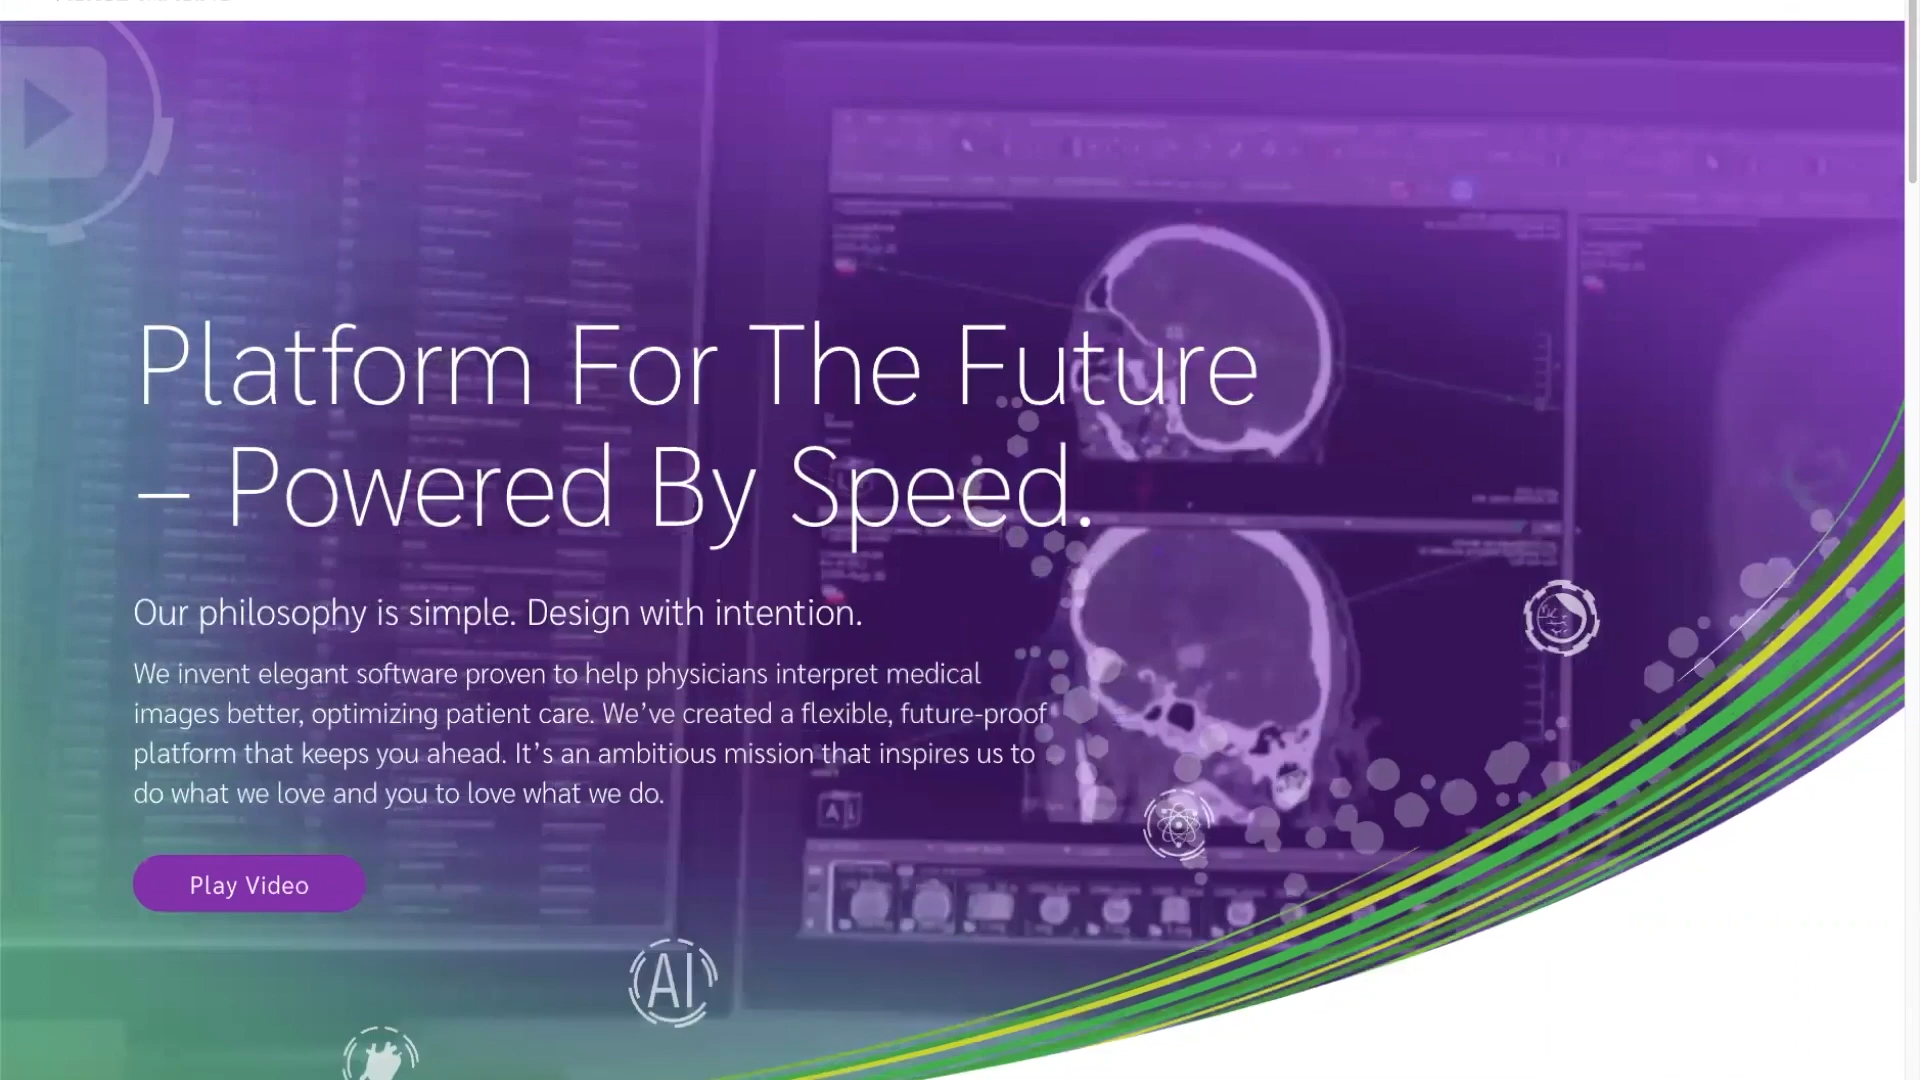 Platform For The Future
– Powered By Speed.
Our philosophy is simple. Design with intention.
We invent elegant software proven to help physicians interpret medical
images better, optimizing patient care. We’ve created a flexible, future-proof
platform that keeps you ahead. It’s an ambitious mission that inspires us to
do what we love and you to love what we do.
Play Video
AI